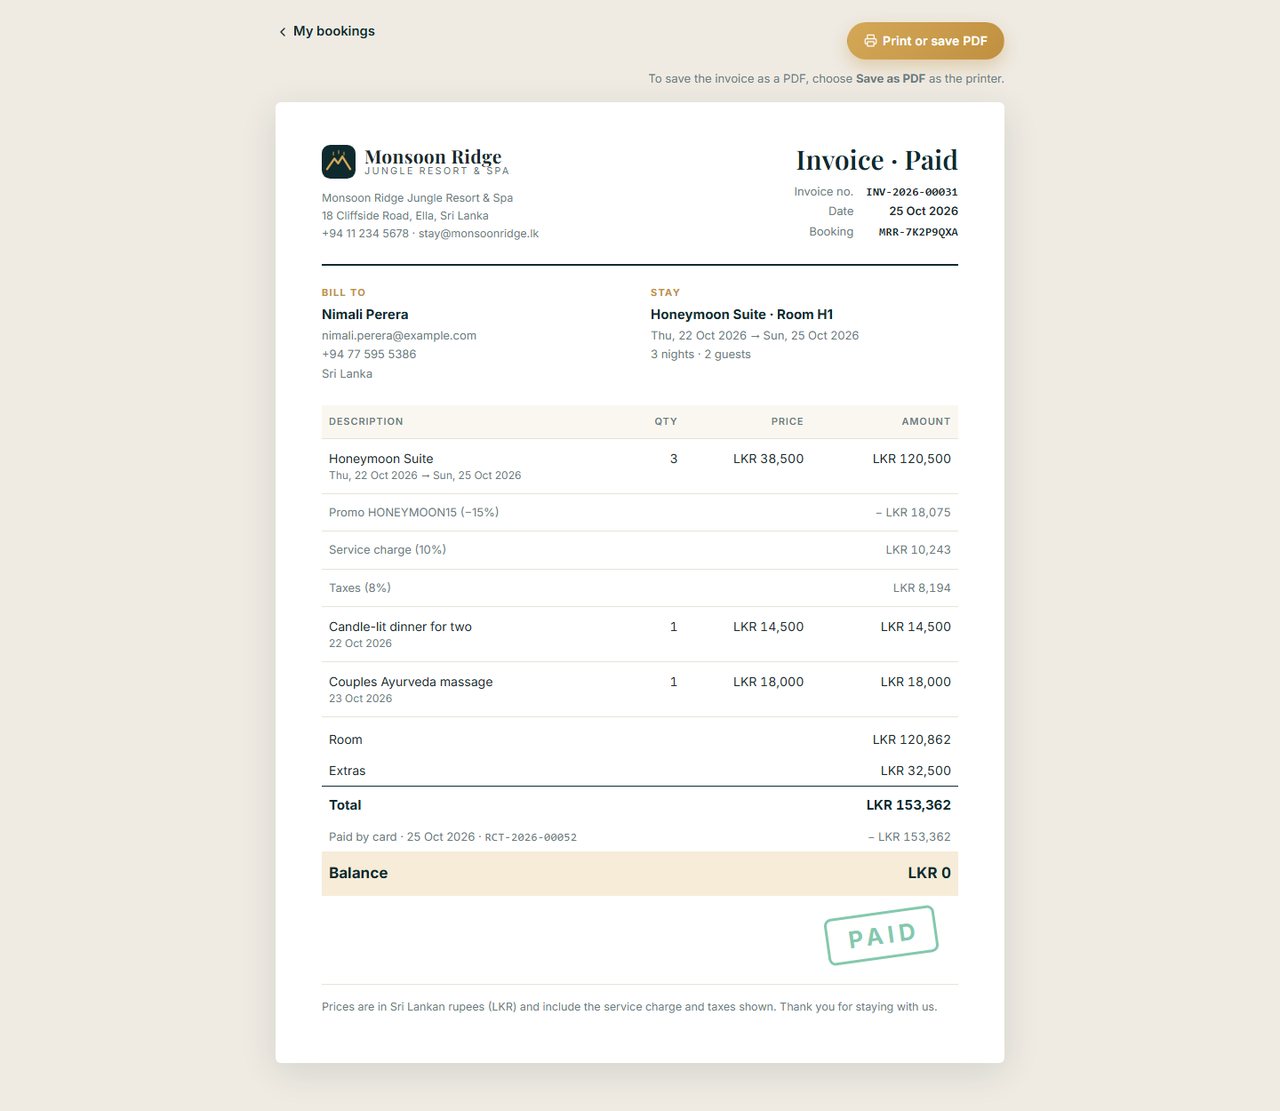 My bookings
Print or save PDF
To save the invoice as a PDF, choose Save as PDF as the printer.
Monsoon Ridge
JUNGLE RESORT & SPA
Monsoon Ridge Jungle Resort & Spa
18 Cliffside Road, Ella, Sri Lanka
+94 11 234 5678 · stay@monsoonridge.lk
Invoice · Paid
Invoice no. INV-2026-00031
Date 25 Oct 2026
Booking MRR-7K2P9QXA
BILL TO
Nimali Perera
nimali.perera@example.com
+94 77 595 5386
Sri Lanka
STAY
Honeymoon Suite · Room H1
Thu, 22 Oct 2026 → Sun, 25 Oct 2026
3 nights · 2 guests
DESCRIPTION QTY PRICE AMOUNT
Honeymoon Suite 3 LKR 38,500 LKR 120,500
Thu, 22 Oct 2026 → Sun, 25 Oct 2026
Promo HONEYMOON15 (−15%) − LKR 18,075
Service charge (10%) LKR 10,243
Taxes (8%) LKR 8,194
Candle-lit dinner for two 1 LKR 14,500 LKR 14,500
22 Oct 2026
Couples Ayurveda massage 1 LKR 18,000 LKR 18,000
23 Oct 2026
Room LKR 120,862
Extras LKR 32,500
Total LKR 153,362
Paid by card · 25 Oct 2026 · RCT-2026-00052 − LKR 153,362
Balance LKR 0
PAID
Prices are in Sri Lankan rupees (LKR) and include the service charge and taxes shown. Thank you for staying with us.